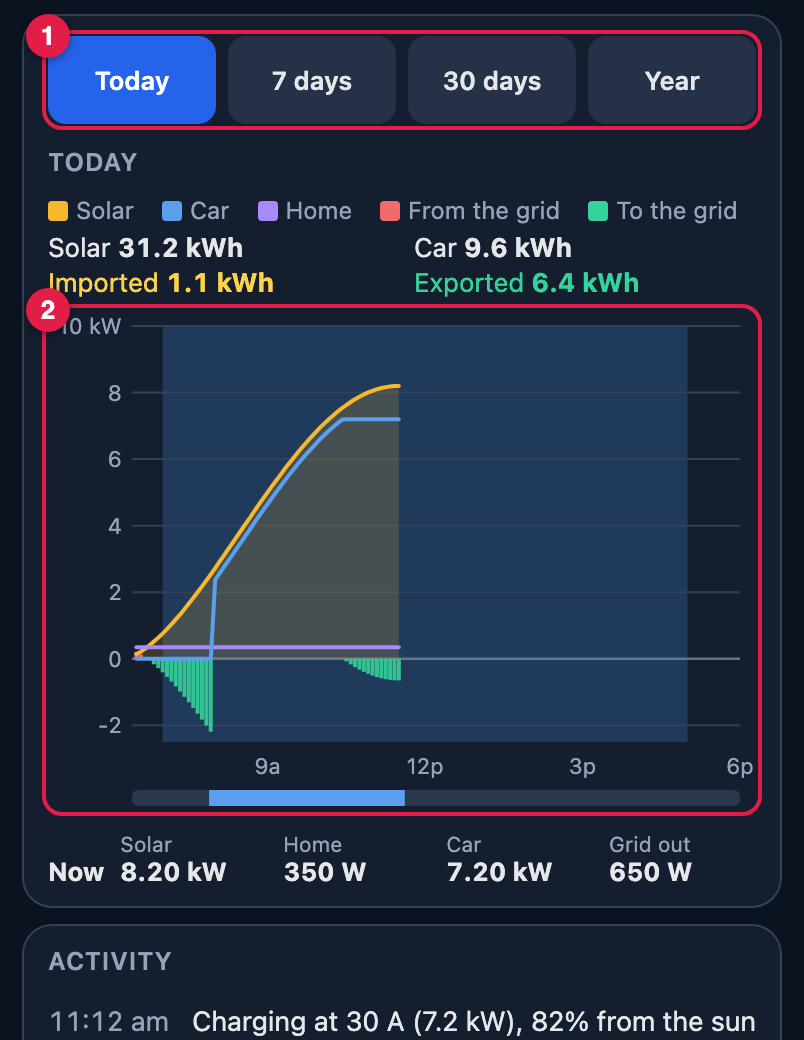 1
Today 7 days 30 days Year
TODAY
Solar Car Home From the grid To the grid
Solar 31.2 kWh Car 9.6 kWh
Imported 1.1 kWh Exported 6.4 kWh
2
10 kW
8
6
4
2
0
-2
9a 12p 3p 6p
Solar Home Car Grid out
Now 8.20 kW 350 W 7.20 kW 650 W
ACTIVITY
11:12 am Charging at 30 A (7.2 kW), 82% from the sun